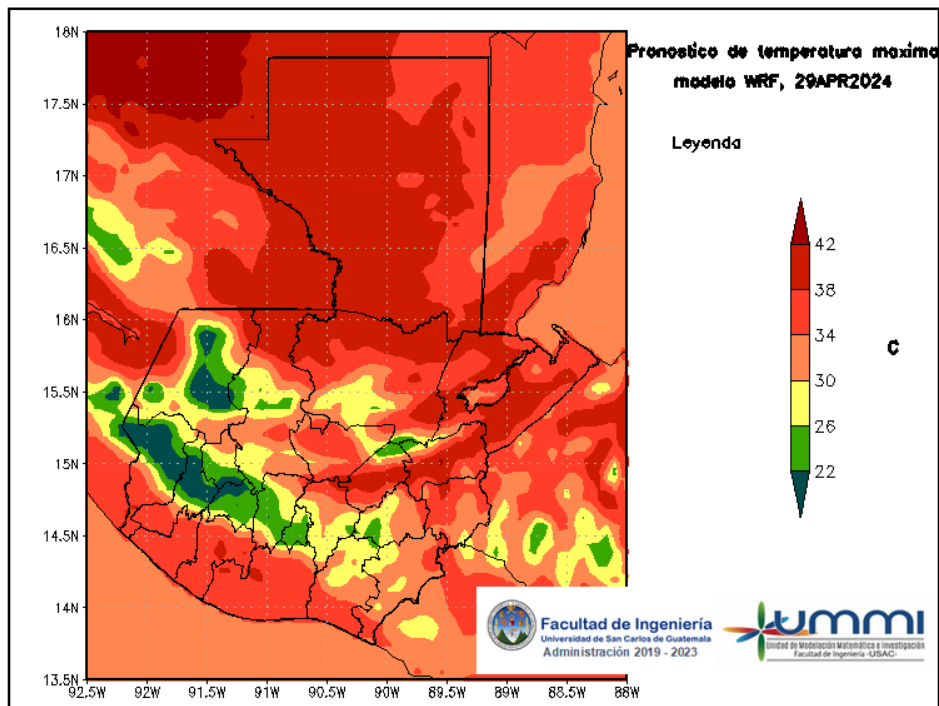 18N
17.5N
17N
16.5N
16N
15.5N
15N
14.5N
14N
13.5N
92.5W 92W 91.5W 91W 90.5W 90W 89.5W 89W 88.5W 88W
Pronostico de temperatura maxima
modelo WRF, 29APR2024
Leyenda
42
38
34
30
26
22
C
Facultad de Ingeniería
Universidad de San Carlos de Guatemala
Administración 2019 - 2023
UMMI
Unidad de Modelación Matemática e Investigación
Facultad de Ingeniería -USAC-